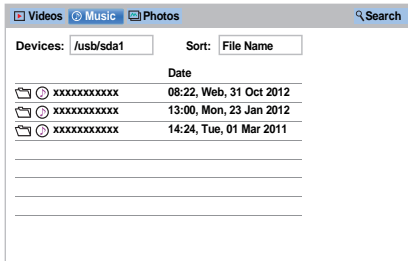 Videos Music Photos Search
Devices: /usb/sda1 Sort: File Name
Date
xxxxxxxxxxx 08:22, Web, 31 Oct 2012
xxxxxxxxxxx 13:00, Mon, 23 Jan 2012
xxxxxxxxxxx 14:24, Tue, 01 Mar 2011